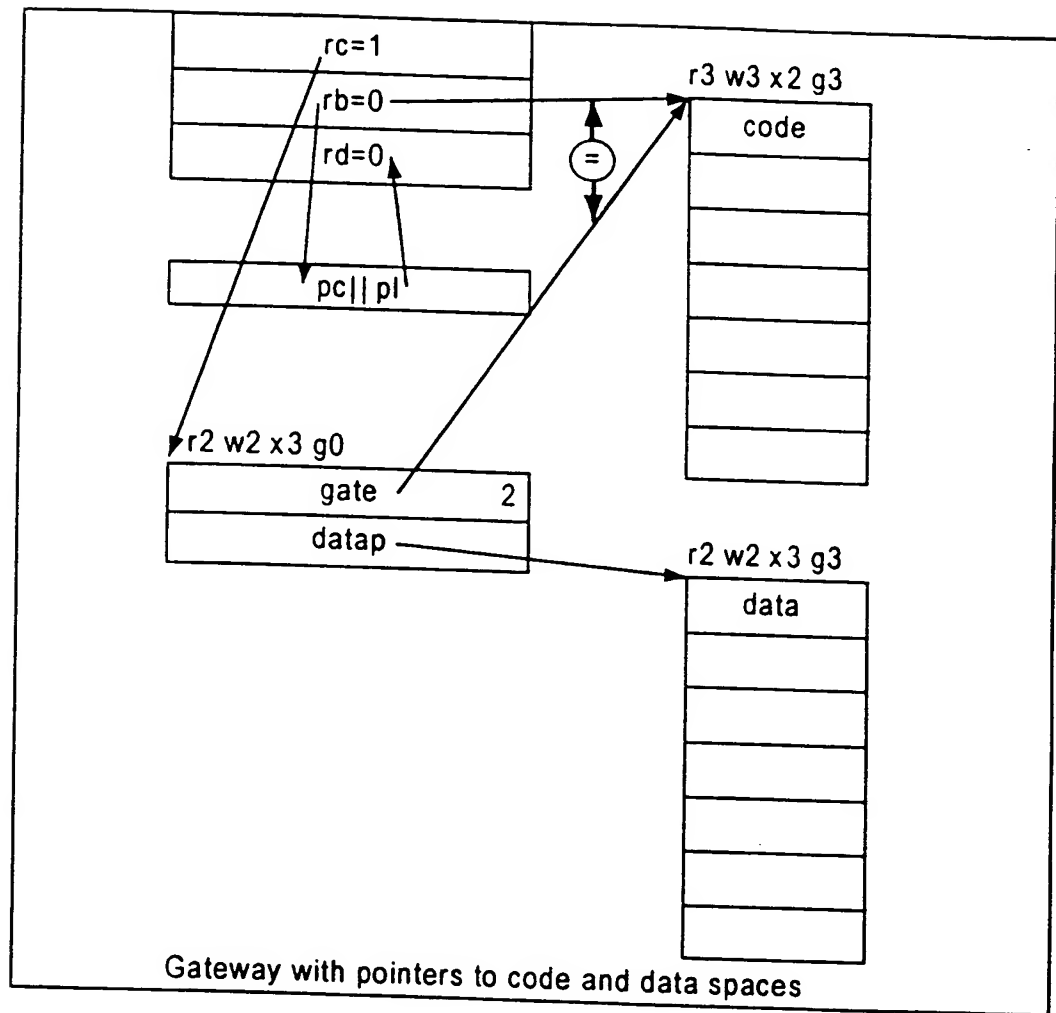 rc=1
rb=0
rd=0
r3 w3 x2 g3
code
=
pc|| pl
r2 w2 x3 g0
gate 2
datap
r2 w2 x3 g3
data
Gateway with pointers to code and data spaces